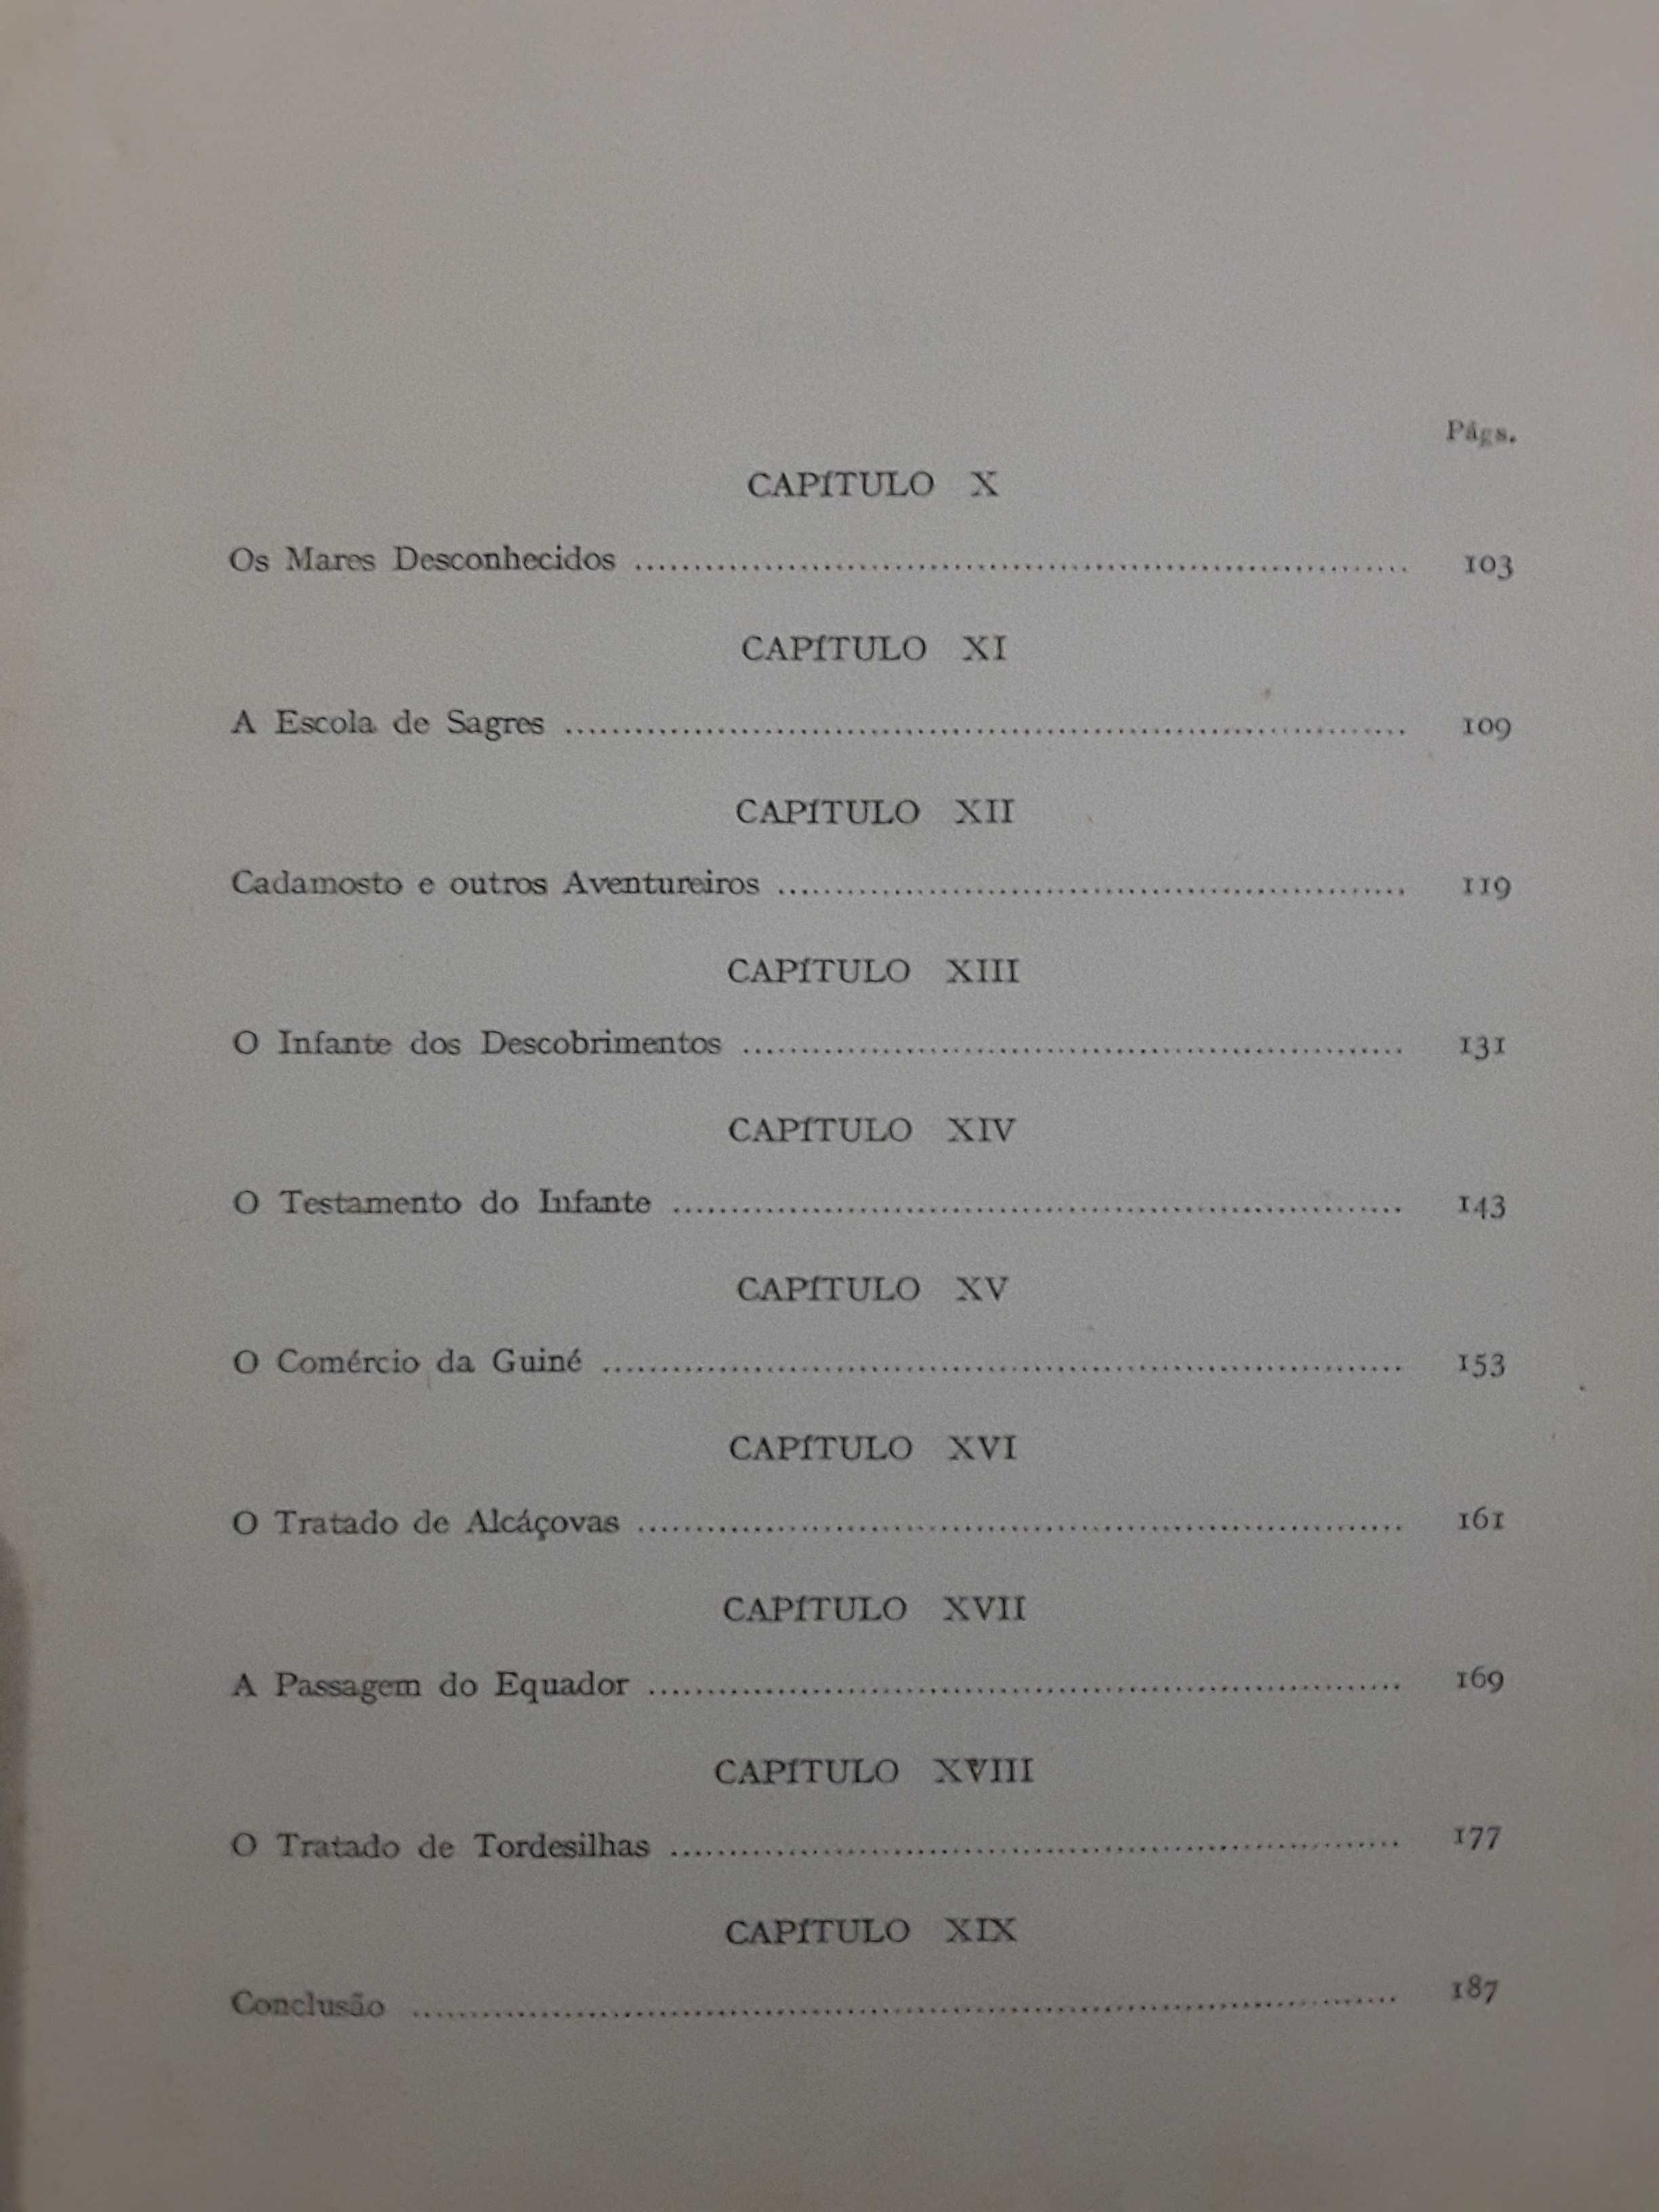 Págs.
CAPÍTULO X
Os Mares Desconhecidos ........................................ 103
CAPÍTULO XI
A Escola de Sagres ........................................ 109
CAPÍTULO XII
Cadamosto e outros Aventureiros ........................................ 119
CAPÍTULO XIII
O Infante dos Descobrimentos ........................................ 131
CAPÍTULO XIV
O Testamento do Infante ........................................ 143
CAPÍTULO XV
O Comércio da Guiné ........................................ 153
CAPÍTULO XVI
O Tratado de Alcáçovas ........................................ 161
CAPÍTULO XVII
A Passagem do Equador ........................................ 169
CAPÍTULO XVIII
O Tratado de Tordesilhas ........................................ 177
CAPÍTULO XIX
Conclusão ........................................ 187